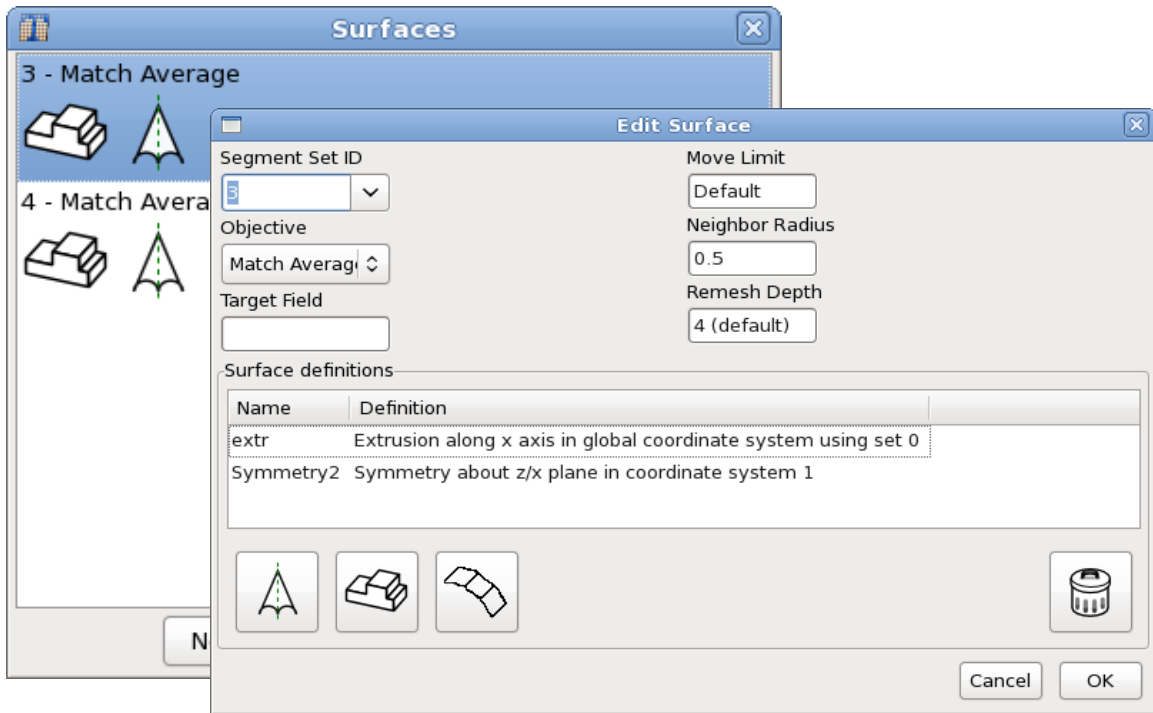 Surfaces
3 - Match Average
4 - Match Avera
N
Edit Surface
Segment Set ID
3
Objective
Match Averag
Target Field
Move Limit
Default
Neighbor Radius
0.5
Remesh Depth
4 (default)
Surface definitions
Name Definition
extr Extrusion along x axis in global coordinate system using set 0
Symmetry2 Symmetry about z/x plane in coordinate system 1
Cancel OK